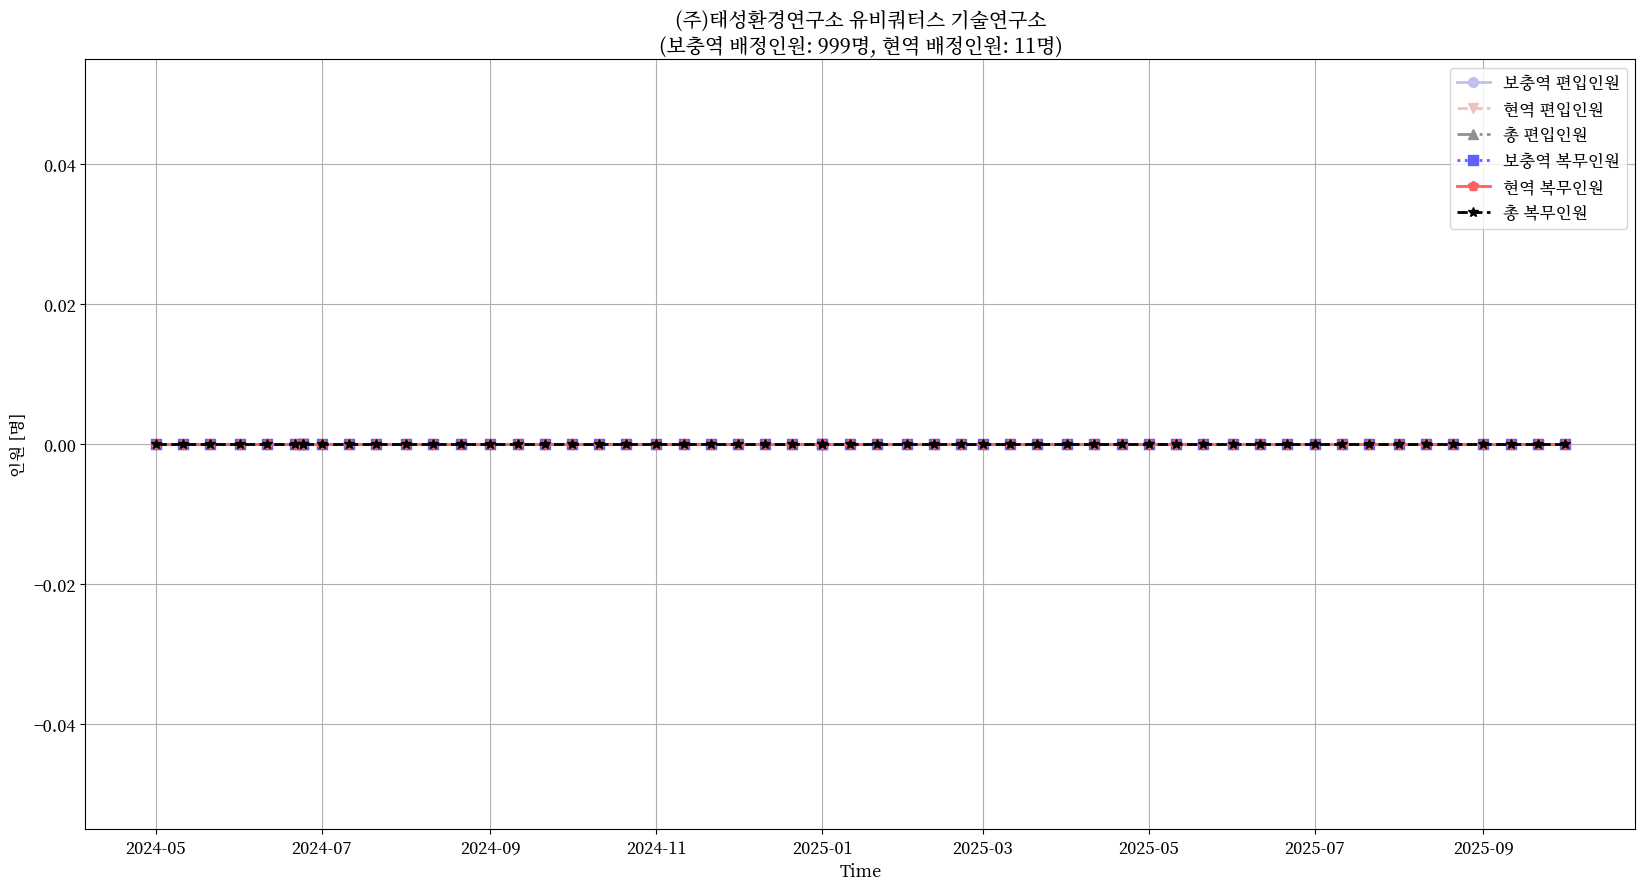 (주)태성환경연구소 유비쿼터스 기술연구소
(보충역 배정인원: 999명, 현역 배정인원: 11명)
보충역 편입인원
현역 편입인원
총 편입인원
보충역 복무인원
현역 복무인원
총 복무인원
인원 [명]
0.04
0.02
0.00
−0.02
−0.04
2024-05
2024-07
2024-09
2024-11
2025-01
2025-03
2025-05
2025-07
2025-09
Time